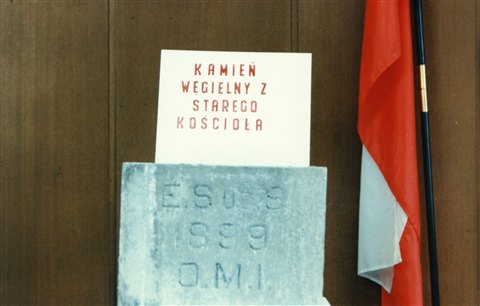 KAMIEŃ
WĘGIELNY Z
STAREGO
KOŚCIOŁA
1899
O.M.I.